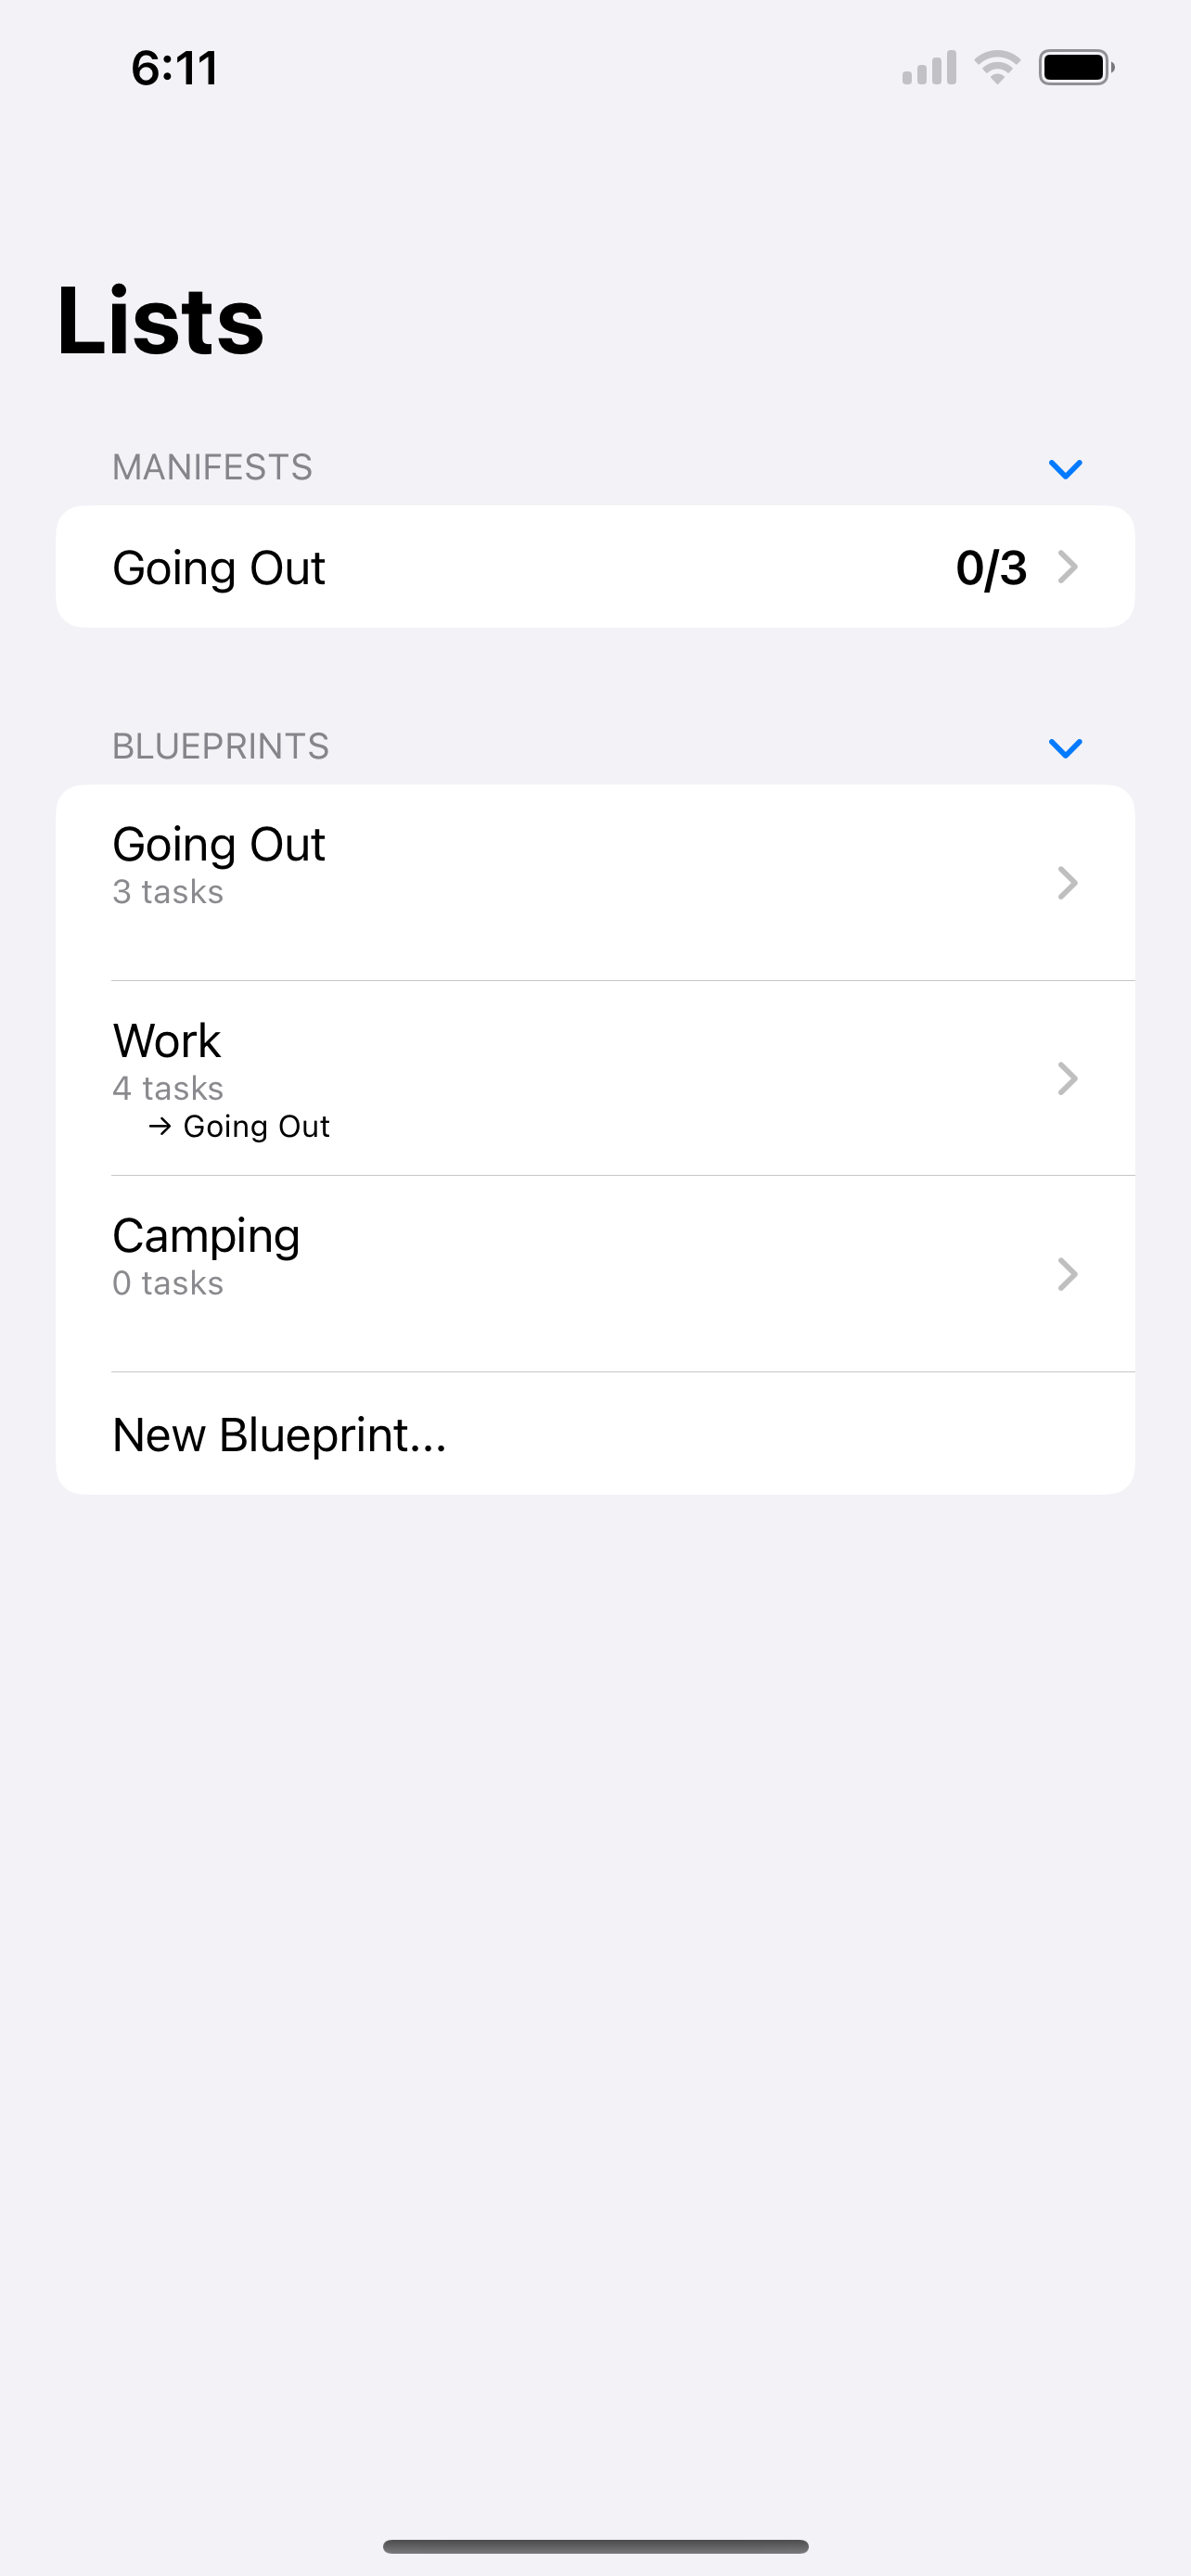 6:11
Lists
MANIFESTS
Going Out 0/3
BLUEPRINTS
Going Out
3 tasks
Work
4 tasks
→ Going Out
Camping
0 tasks
New Blueprint...